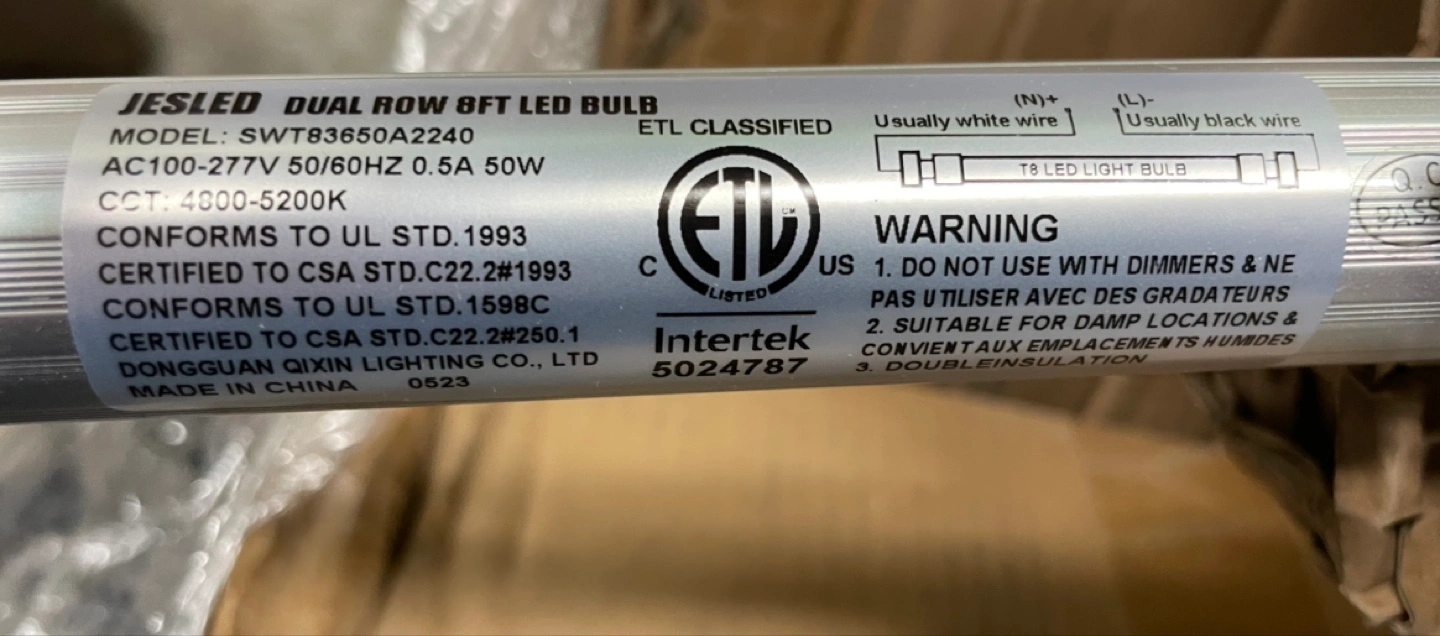 JESLED DUAL ROW 8FT LED BULB
MODEL: SWT83650A2240
AC100-277V 50/60HZ 0.5A 50W
CCT: 4800-5200K
CONFORMS TO UL STD.1993
CERTIFIED TO CSA STD.C22.2#1993
CONFORMS TO UL STD.1598C
CERTIFIED TO CSA STD.C22.2#250.1
DONGGUAN QIXIN LIGHTING CO., LTD
MADE IN CHINA 0523
ETL CLASSIFIED
ETL CM
C US
LISTED
Intertek
5024787
(N)+ (L)-
Usually white wire Usually black wire
T8 LED LIGHT BULB
WARNING
1. DO NOT USE WITH DIMMERS & NE
PAS UTILISER AVEC DES GRADATEURS
2. SUITABLE FOR DAMP LOCATIONS &
CONVIENT AUX EMPLACEMENTS HUMIDES
3. DOUBLEINSULATION
Q.C
PASS